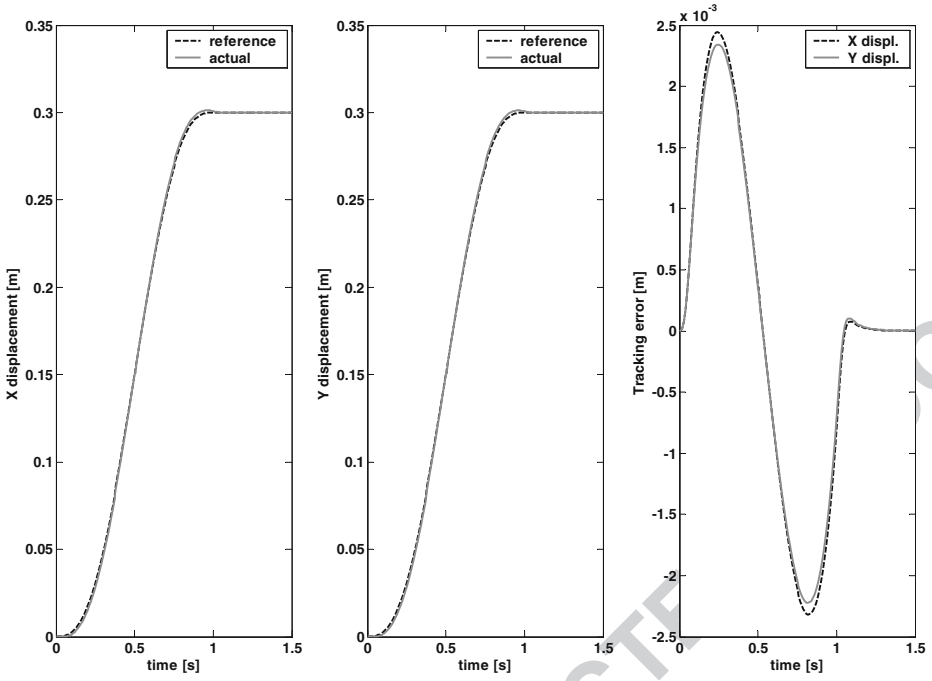 0.35
0.3
0.25
0.2
0.15
0.1
0.05
0
0
0.5
1
1.5
X displacement [m]
time [s]
reference
actual
0.35
0.3
0.25
0.2
0.15
0.1
0.05
0
0
0.5
1
1.5
Y displacement [m]
time [s]
reference
actual
x 10⁻³
2.5
2
1.5
1
0.5
0
-0.5
-1
-1.5
-2
-2.5
0
0.5
1
1.5
Tracking error [m]
time [s]
X displ.
Y displ.
CTE